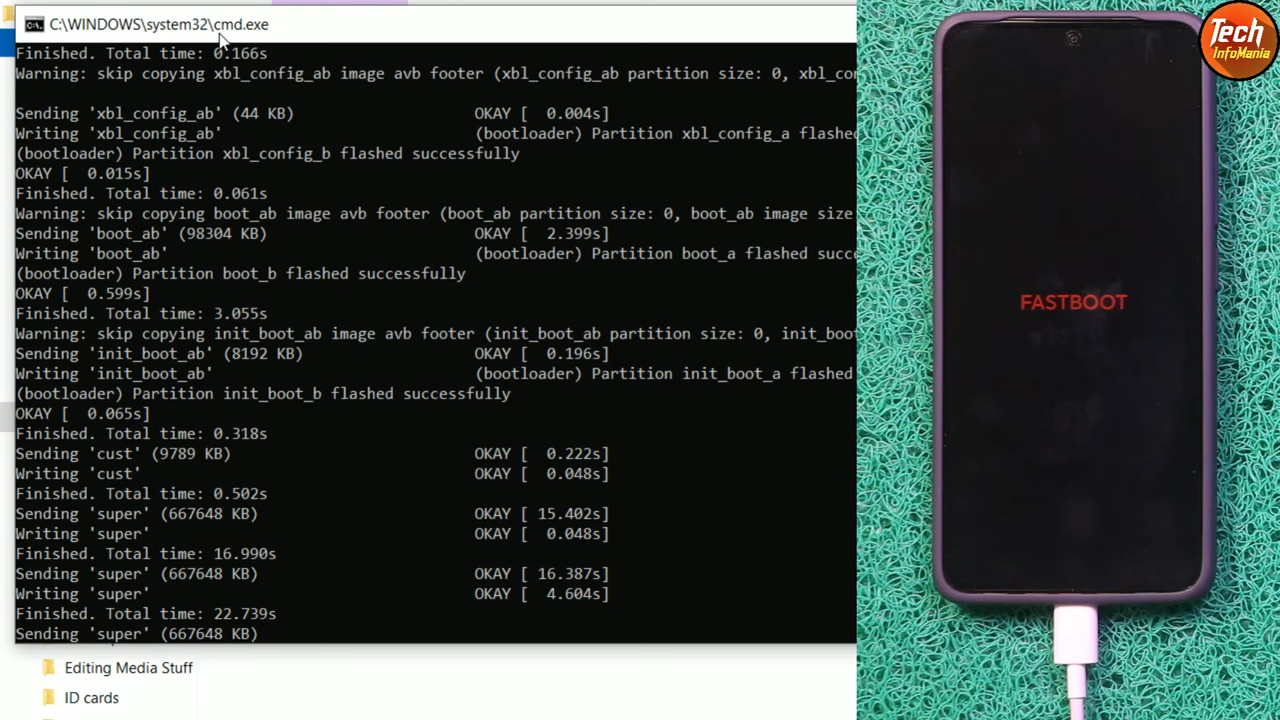 C:\WINDOWS\system32\cmd.exe
Finished. Total time: 0.166s
Warning: skip copying xbl_config_ab image avb footer (xbl_config_ab partition size: 0, xbl_co
Sending 'xbl_config_ab' (44 KB) OKAY [ 0.004s]
Writing 'xbl_config_ab' (bootloader) Partition xbl_config_a flashe
(bootloader) Partition xbl_config_b flashed successfully
OKAY [ 0.015s]
Finished. Total time: 0.061s
Warning: skip copying boot_ab image avb footer (boot_ab partition size: 0, boot_ab image size
Sending 'boot_ab' (98304 KB) OKAY [ 2.399s]
Writing 'boot_ab' (bootloader) Partition boot_a flashed succ
(bootloader) Partition boot_b flashed successfully
OKAY [ 0.599s]
Finished. Total time: 3.055s
Warning: skip copying init_boot_ab image avb footer (init_boot_ab partition size: 0, init_boo
Sending 'init_boot_ab' (8192 KB) OKAY [ 0.196s]
Writing 'init_boot_ab' (bootloader) Partition init_boot_a flashed
(bootloader) Partition init_boot_b flashed successfully
OKAY [ 0.065s]
Finished. Total time: 0.318s
Sending 'cust' (9789 KB) OKAY [ 0.222s]
Writing 'cust' OKAY [ 0.048s]
Finished. Total time: 0.502s
Sending 'super' (667648 KB) OKAY [ 15.402s]
Writing 'super' OKAY [ 0.048s]
Finished. Total time: 16.990s
Sending 'super' (667648 KB) OKAY [ 16.387s]
Writing 'super' OKAY [ 4.604s]
Finished. Total time: 22.739s
Sending 'super' (667648 KB)
Editing Media Stuff
ID cards
FASTBOOT
Tech
InfoMania